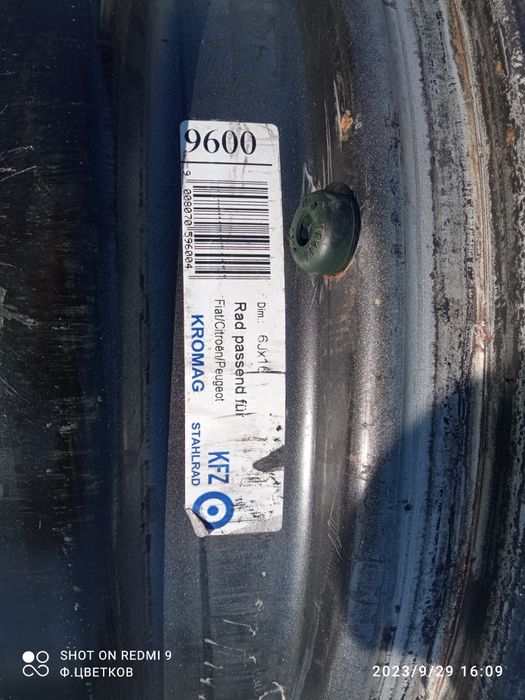 9600
9 008070 596004
Dim.: 6Jx16
Rad passend für
Fiat/Citroën/Peugeot
KROMAG
KFZ
STAHLRAD
SHOT ON REDMI 9
Ф.ЦВЕТКОВ
2023/9/29 16:09